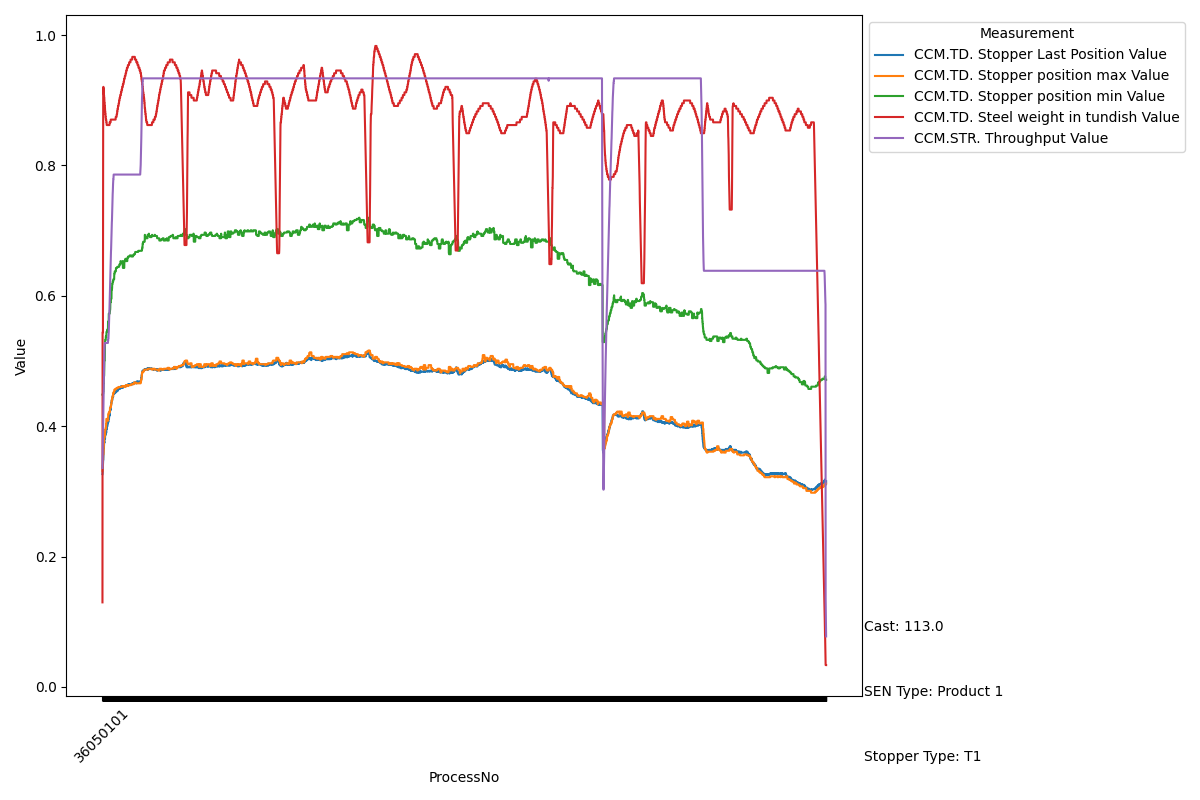 Measurement
CCM.TD. Stopper Last Position Value
CCM.TD. Stopper position max Value
CCM.TD. Stopper position min Value
CCM.TD. Steel weight in tundish Value
CCM.STR. Throughput Value
1.0
0.8
0.6
0.4
0.2
0.0
Value
36050101
ProcessNo
Cast: 113.0
SEN Type: Product 1
Stopper Type: T1